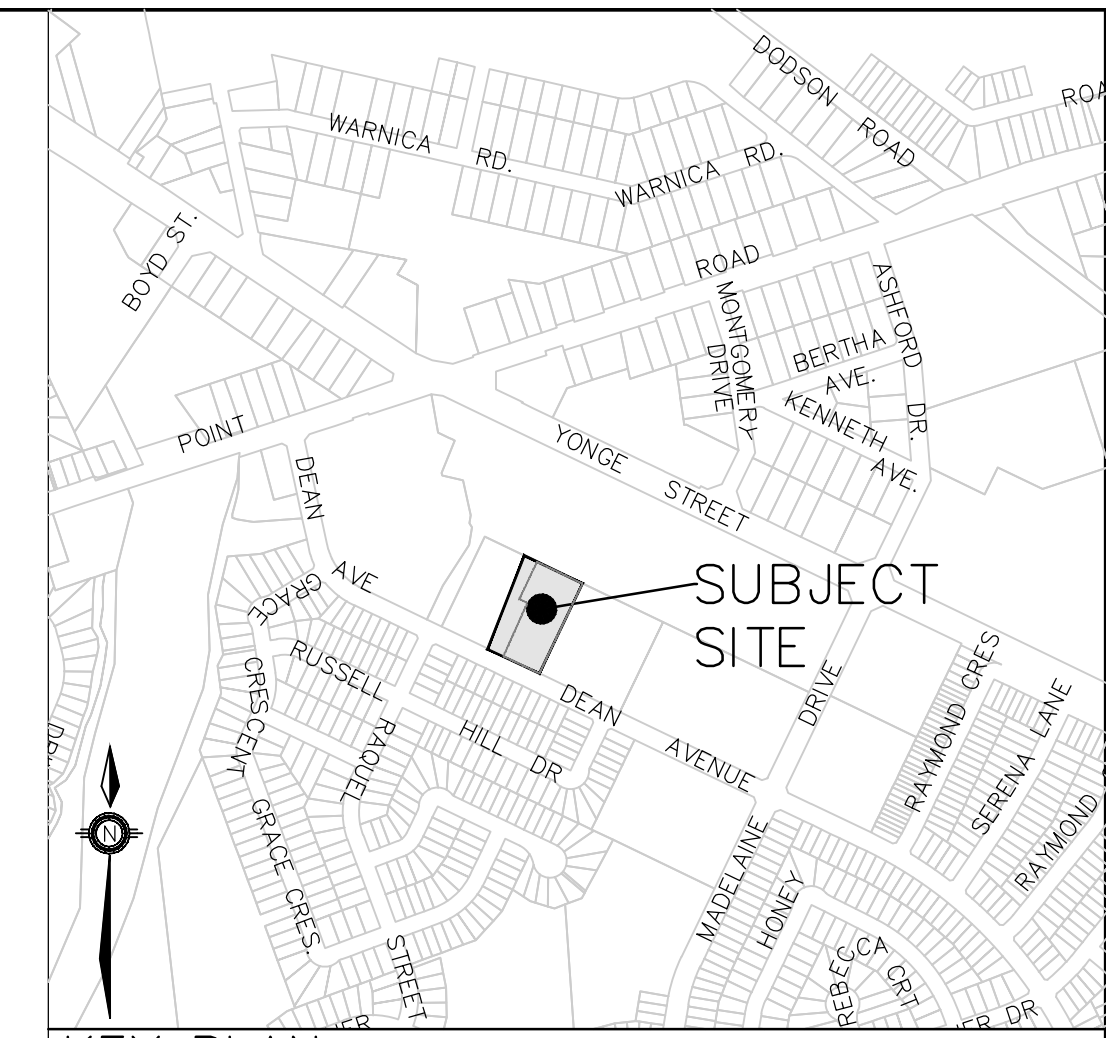 DODSON
ROAD
WARNICA RD.
WARNICA RD.
BOYD ST.
ROAD
MONTGOMERY
DRIVE
ASHFORD DR.
BERTHA
AVE.
KENNETH
AVE.
POINT
YONGE STREET
DEAN
AVE
GRACE
CRESCENT
SUBJECT
SITE
RUSSELL
HILL DR
RAQUEL
STREET
DEAN
AVENUE
DRIVE
RAYMOND CRES
SERENA LANE
RAYMOND
N
GRACE CRES.
MADELAINE
HONEY
REBECCA CRT
DR